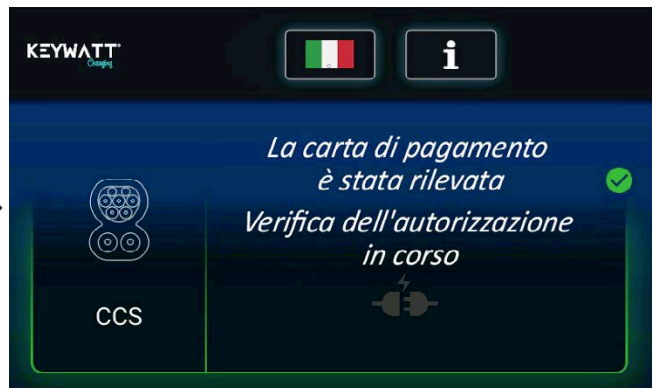 KEYWATT
Charging
i
La carta di pagamento
è stata rilevata
Verifica dell'autorizzazione
in corso
CCS